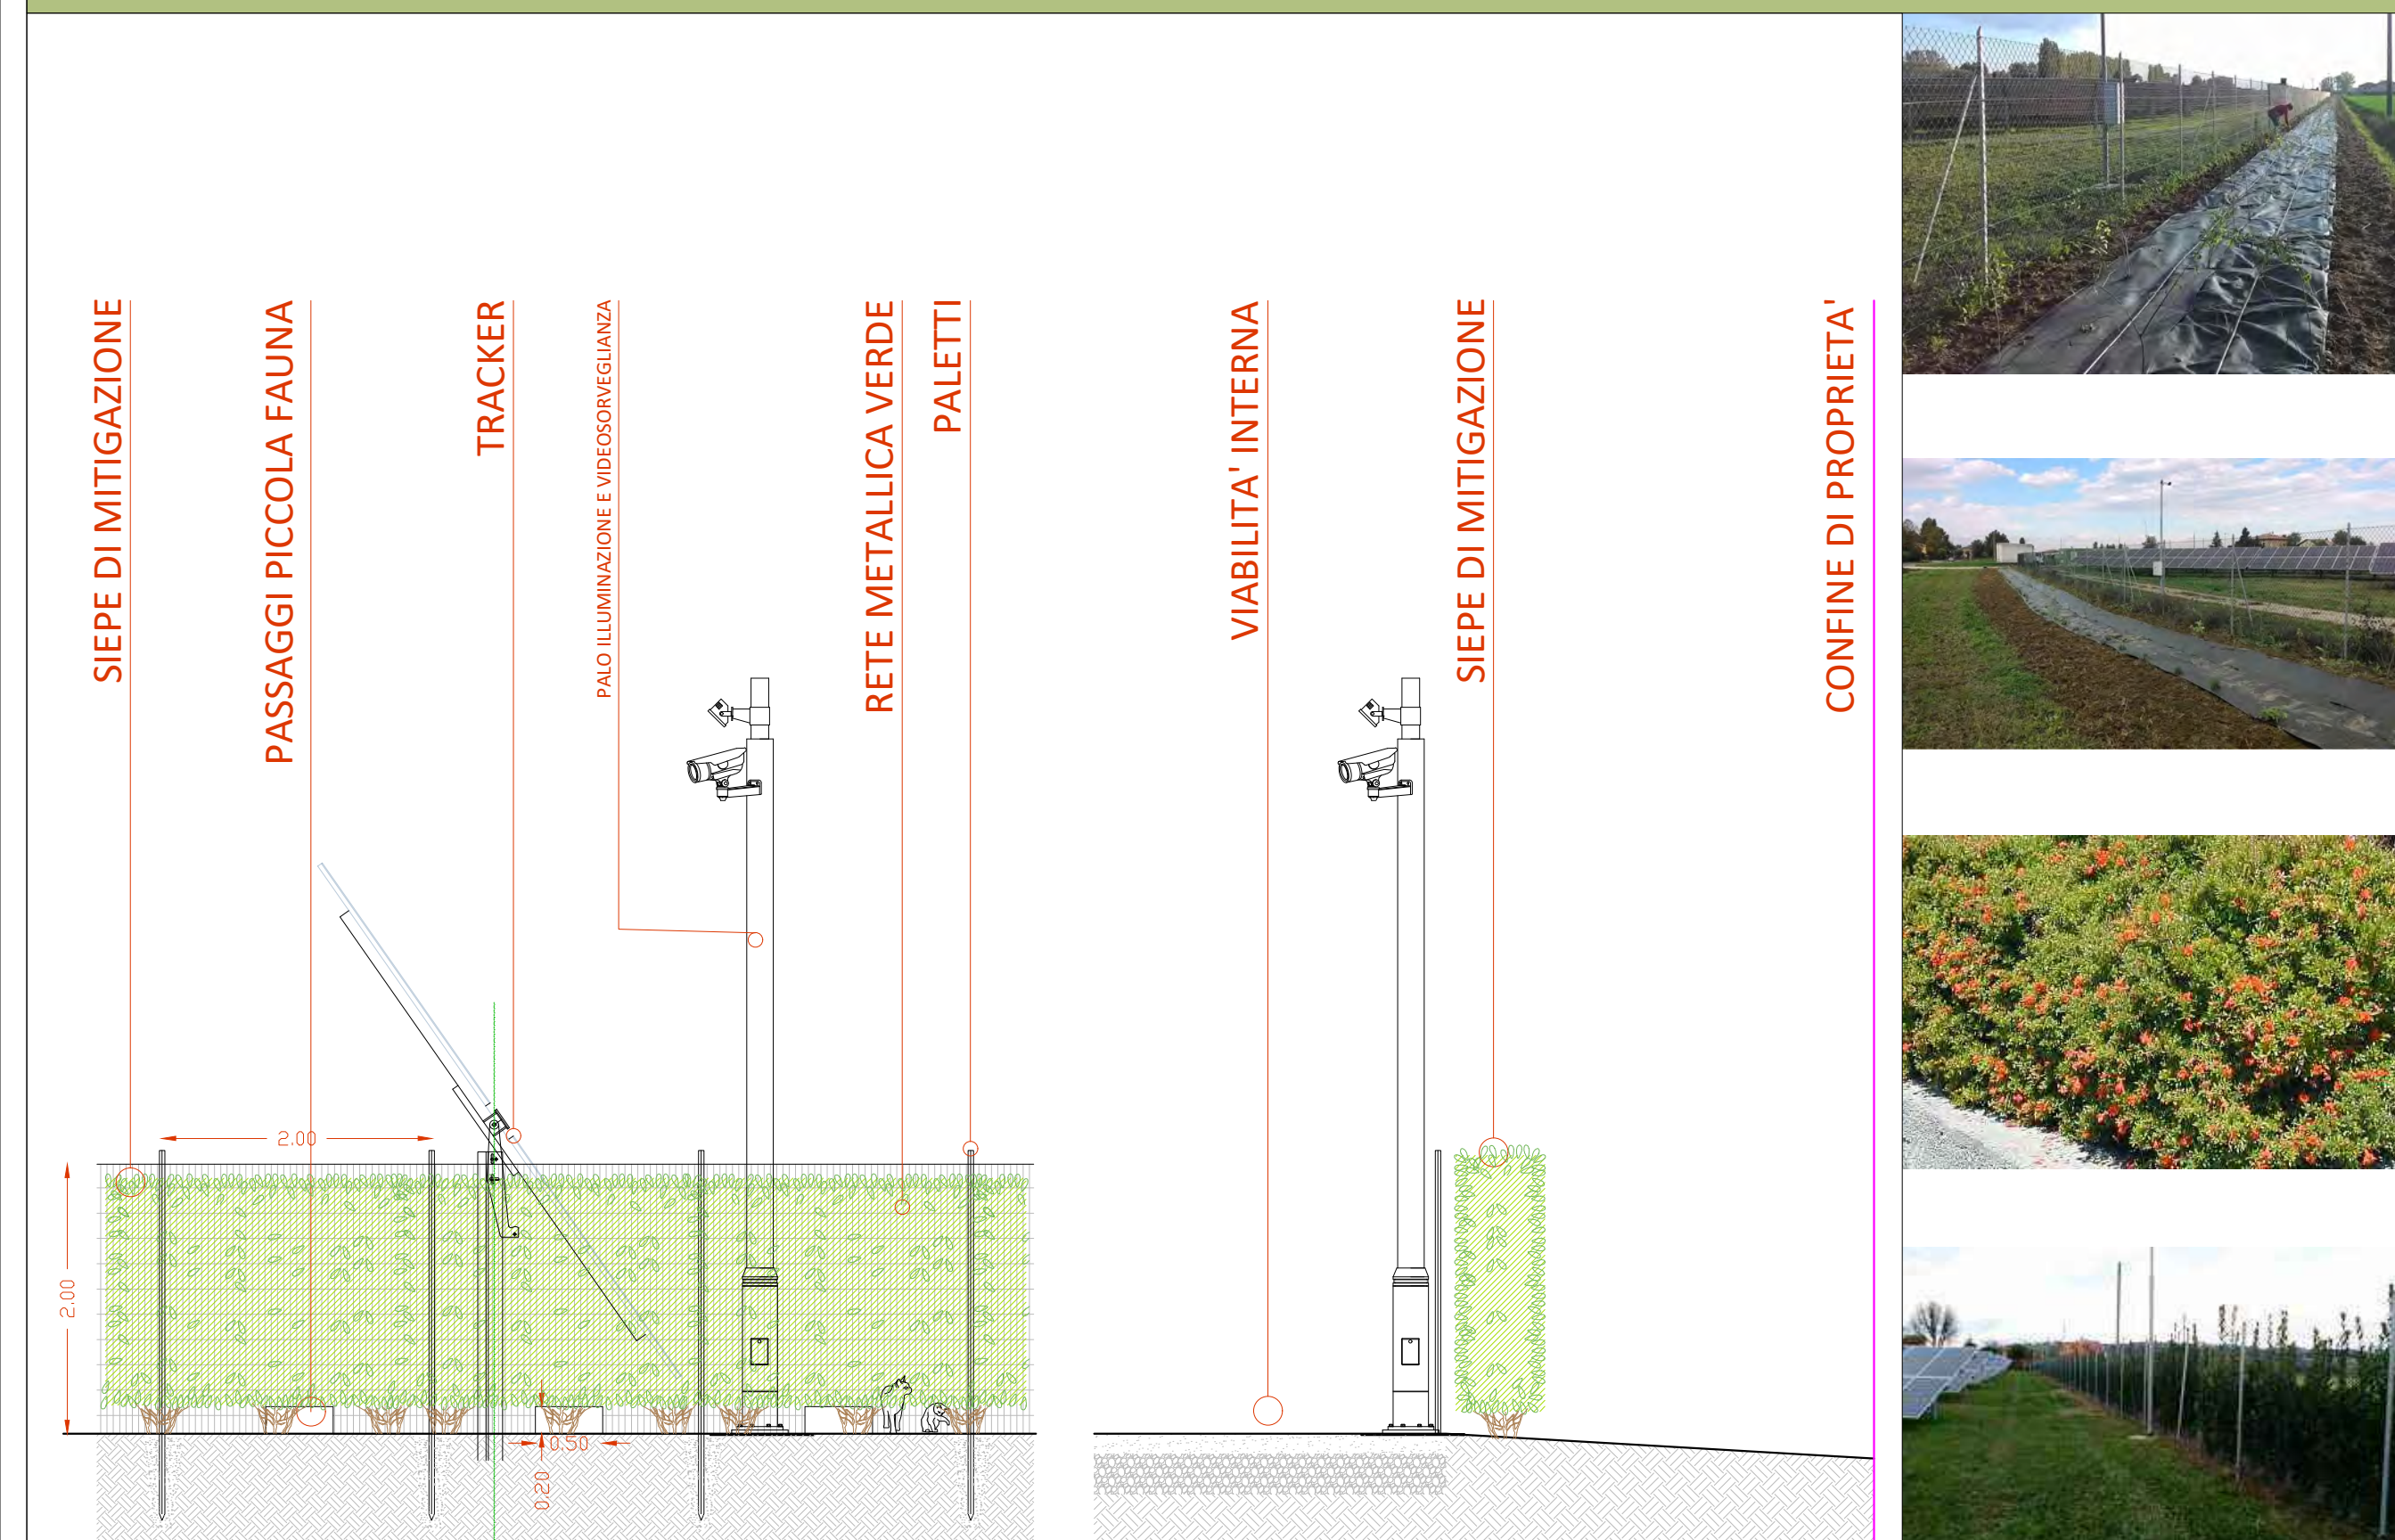 SIEPE DI MITIGAZIONE
PASSAGGI PICCOLA FAUNA
TRACKER
PALO ILLUMINAZIONE E VIDEOSORVEGLIANZA
RETE METALLICA VERDE
PALETTI
VIABILITA' INTERNA
SIEPE DI MITIGAZIONE
CONFINE DI PROPRIETA'
2.00
2.00
0.50
0.20